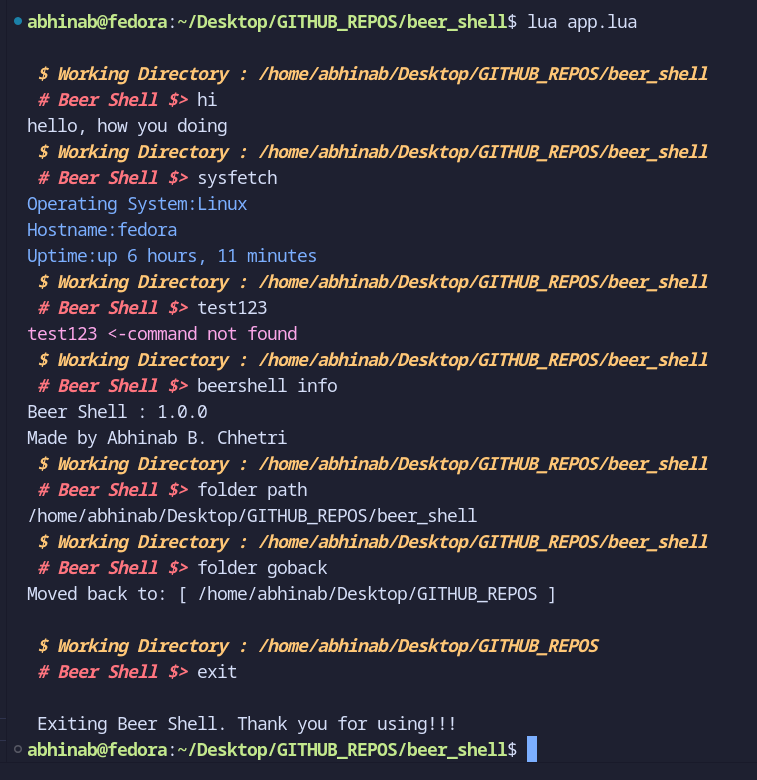 abhinab@fedora:~/Desktop/GITHUB_REPOS/beer_shell$ lua app.lua
$ Working Directory : /home/abhinab/Desktop/GITHUB_REPOS/beer_shell
# Beer Shell $> hi
hello, how you doing
$ Working Directory : /home/abhinab/Desktop/GITHUB_REPOS/beer_shell
# Beer Shell $> sysfetch
Operating System:Linux
Hostname:fedora
Uptime:up 6 hours, 11 minutes
$ Working Directory : /home/abhinab/Desktop/GITHUB_REPOS/beer_shell
# Beer Shell $> test123
test123 <-command not found
$ Working Directory : /home/abhinab/Desktop/GITHUB_REPOS/beer_shell
# Beer Shell $> beershell info
Beer Shell : 1.0.0
Made by Abhinab B. Chhetri
$ Working Directory : /home/abhinab/Desktop/GITHUB_REPOS/beer_shell
# Beer Shell $> folder path
/home/abhinab/Desktop/GITHUB_REPOS/beer_shell
$ Working Directory : /home/abhinab/Desktop/GITHUB_REPOS/beer_shell
# Beer Shell $> folder goback
Moved back to: [ /home/abhinab/Desktop/GITHUB_REPOS ]
$ Working Directory : /home/abhinab/Desktop/GITHUB_REPOS
# Beer Shell $> exit
Exiting Beer Shell. Thank you for using!!!
abhinab@fedora:~/Desktop/GITHUB_REPOS/beer_shell$